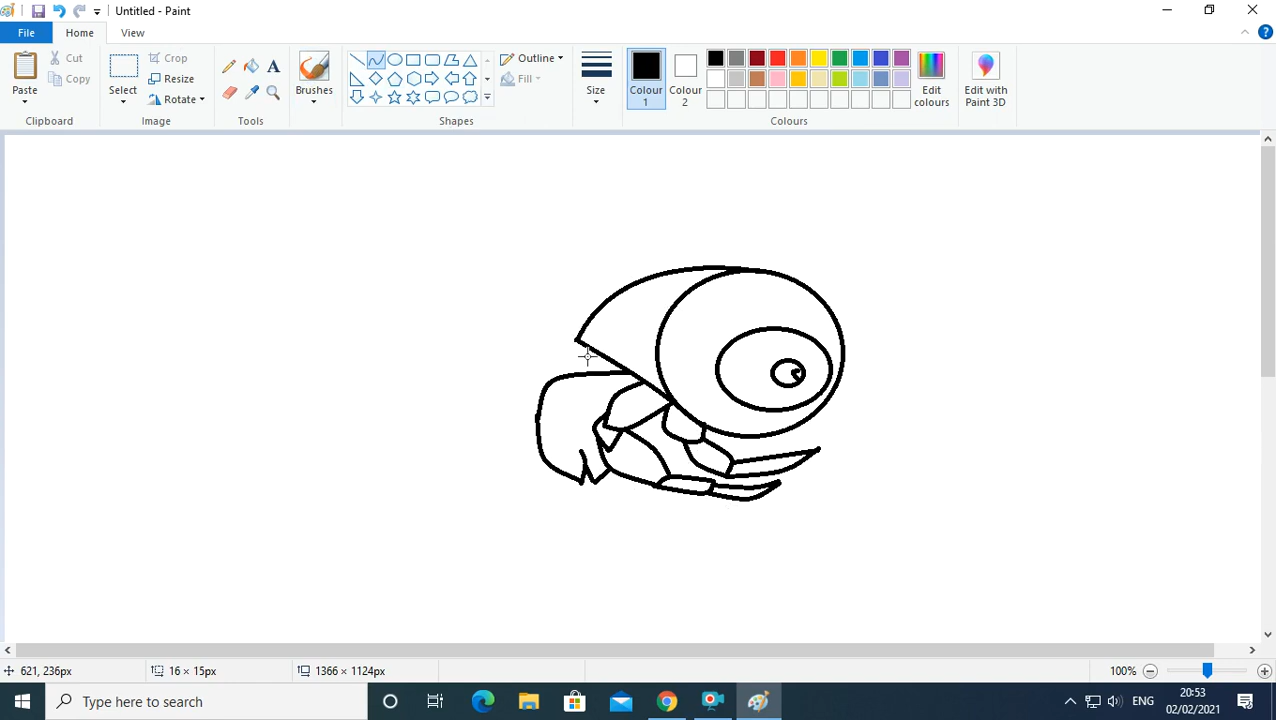 Untitled - Paint
File
Home
View
Paste
Cut
Copy
Clipboard
Select
Crop
Resize
Rotate
Image
A
Tools
Brushes
Outline
Fill
Shapes
Size
Colour 1
Colour 2
Edit colours
Colours
Edit with Paint 3D
621, 236px
16 × 15px
1366 × 1124px
100%
Type here to search
ENG
20:53
02/02/2021